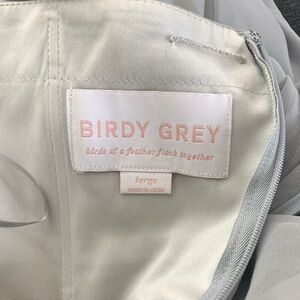 BIRDY GREY
birds of a feather flock together
large
made in china